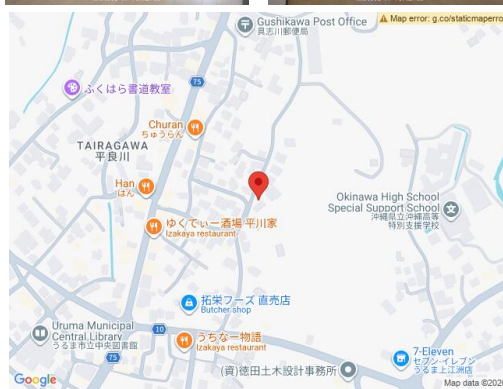 Gushikawa Post Office
具志川郵便局
Map error: g.co/staticmaperro
75
ふくはら書道教室
Churan
ちゅうらん
TAIRAGAWA
平良川
Han
はん
Okinawa High School
Special Support School
沖縄県立沖縄高等
特別支援学校
ゆくてぃー酒場 平川家
Izakaya restaurant
拓栄フーズ 直売店
Butcher shop
Uruma Municipal
Central Library
うるま市立中央図書館
10
うちなー物語
Izakaya restaurant
75
7-Eleven
セブン-イレブン
うるま上江洲店
(資)徳田土木設計事務所
Google
Map data ©202